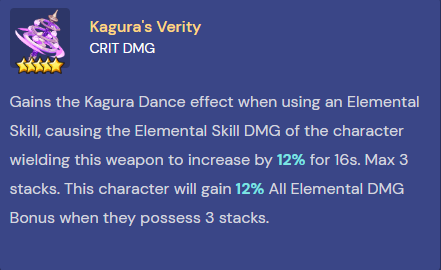 Kagura's Verity
CRIT DMG
Gains the Kagura Dance effect when using an Elemental
Skill, causing the Elemental Skill DMG of the character
wielding this weapon to increase by 12% for 16s. Max 3
stacks. This character will gain 12% All Elemental DMG
Bonus when they possess 3 stacks.